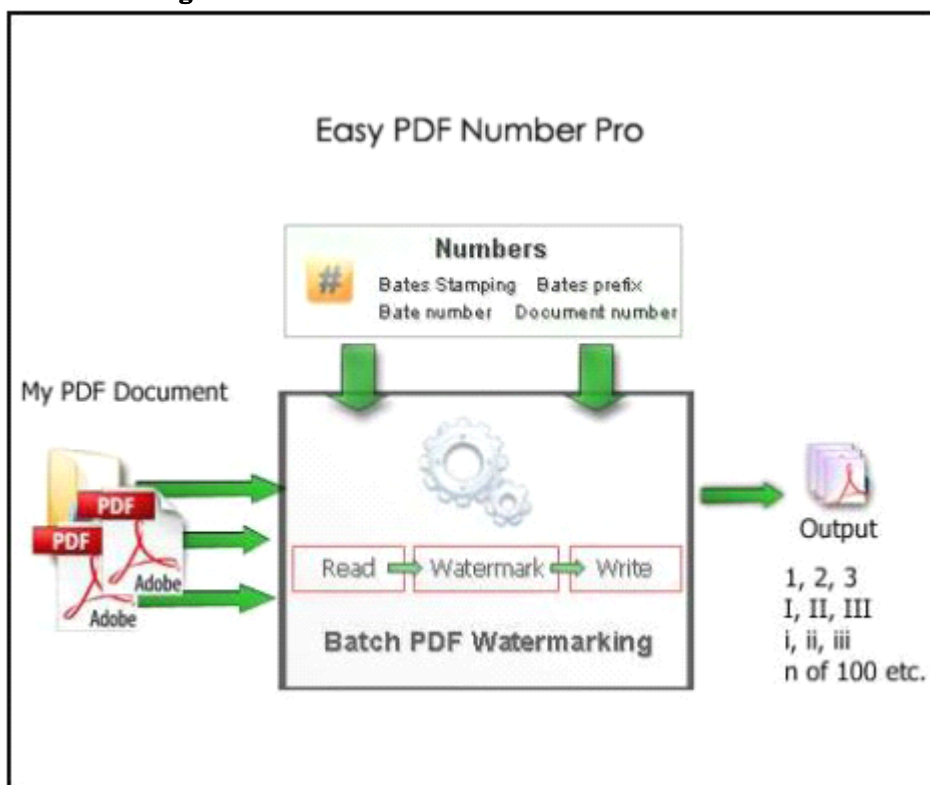 Easy PDF Number Pro
Numbers
#
Bates Stamping Bates prefix
Bate number Document number
My PDF Document
PDF
PDF
Adobe
Adobe
Read Watermark Write
Batch PDF Watermarking
Output
1, 2, 3
I, II, III
i, ii, iii
n of 100 etc.